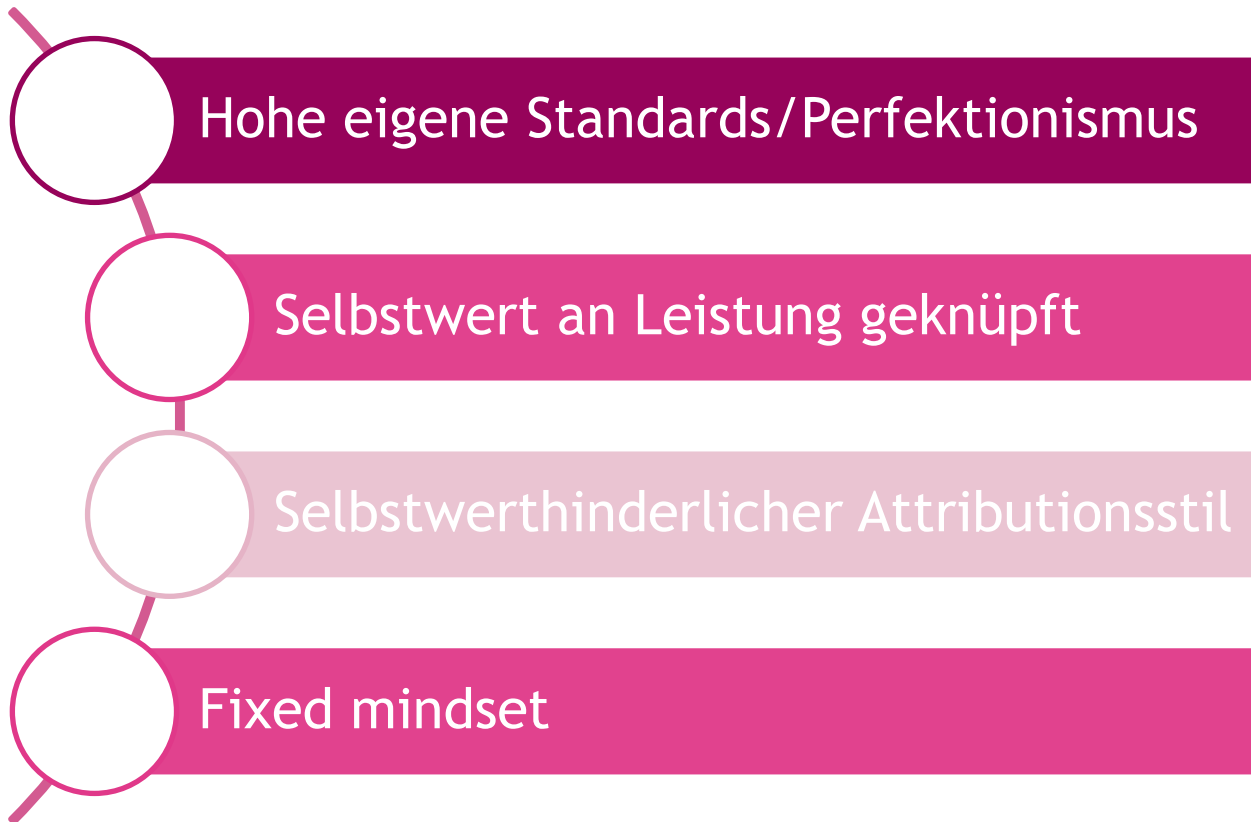 Hohe eigene Standards/Perfektionismus
Selbstwert an Leistung geknüpft
Selbstwerthinderlicher Attributionsstil
Fixed mindset